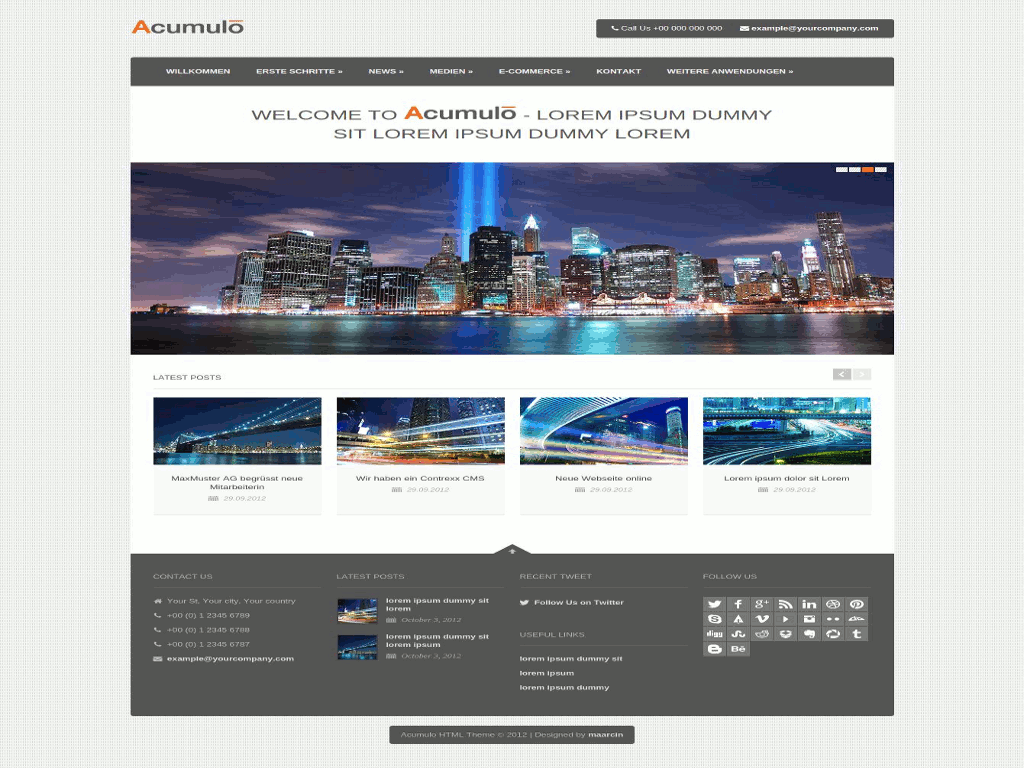 Acumulo
Call Us +00 000 000 000 example@yourcompany.com
WILLKOMMEN ERSTE SCHRITTE » NEWS » MEDIEN » E-COMMERCE » KONTAKT WEITERE ANWENDUNGEN »
WELCOME TO Acumulo - LOREM IPSUM DUMMY
SIT LOREM IPSUM DUMMY LOREM
LATEST POSTS
MaxMuster AG begrüsst neue
Mitarbeiterin
29.09.2012
Wir haben ein Contrexx CMS
29.09.2012
Neue Webseite online
29.09.2012
Lorem ipsum dolor sit Lorem
29.09.2012
CONTACT US
Your St. Your city, Your country
+00 (0) 1 2345 6789
+00 (0) 1 2345 6788
+00 (0) 1 2345 6787
example@yourcompany.com
LATEST POSTS
lorem ipsum dummy sit
lorem
October 3, 2012
lorem ipsum dummy sit
lorem ipsum
October 3, 2012
RECENT TWEET
Follow Us on Twitter
USEFUL LINKS
lorem ipsum dummy sit
lorem ipsum
lorem ipsum dummy
FOLLOW US
digg
Bē
Acumulo HTML Theme © 2012 | Designed by maarcin